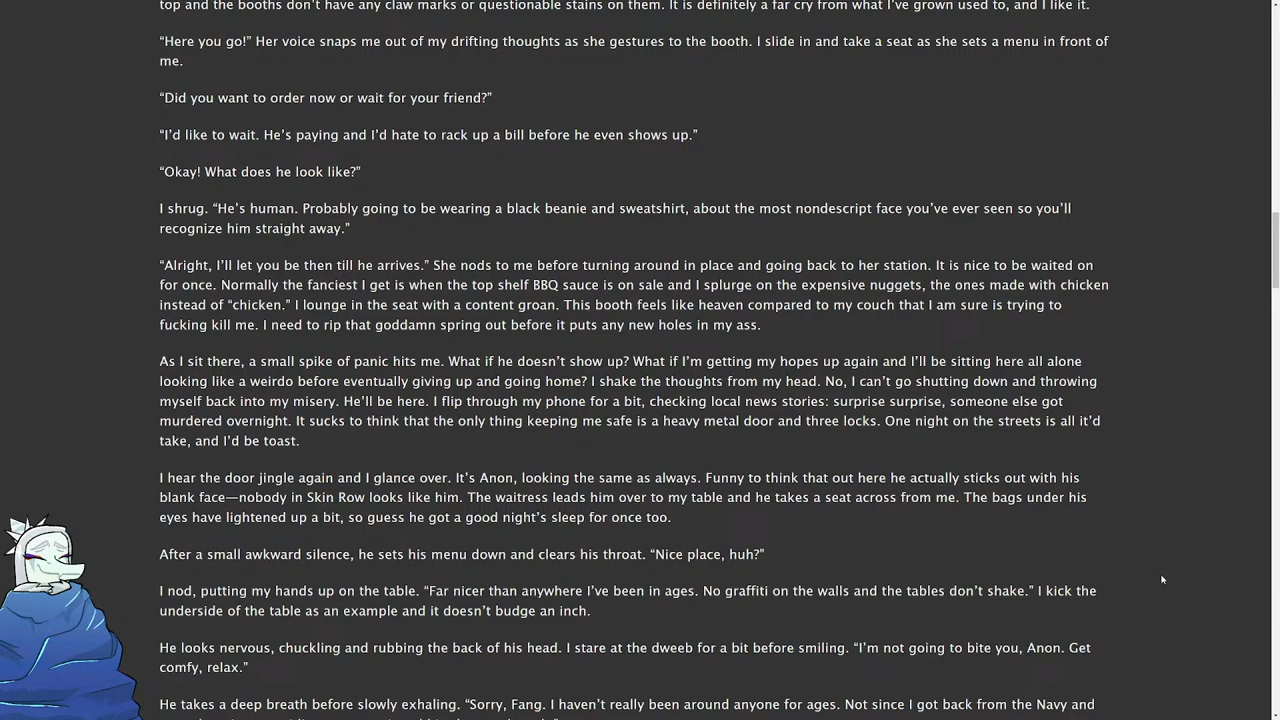 top and the booths don't have any claw marks or questionable stains on them. It is definitely a far cry from what I've grown used to, and I like it.
“Here you go!” Her voice snaps me out of my drifting thoughts as she gestures to the booth. I slide in and take a seat as she sets a menu in front of
me.
“Did you want to order now or wait for your friend?”
“I’d like to wait. He’s paying and I’d hate to rack up a bill before he even shows up.”
“Okay! What does he look like?”
I shrug. “He’s human. Probably going to be wearing a black beanie and sweatshirt, about the most nondescript face you’ve ever seen so you’ll
recognize him straight away.”
“Alright, I’ll let you be then till he arrives.” She nods to me before turning around in place and going back to her station. It is nice to be waited on
for once. Normally the fanciest I get is when the top shelf BBQ sauce is on sale and I splurge on the expensive nuggets, the ones made with chicken
instead of “chicken.” I lounge in the seat with a content groan. This booth feels like heaven compared to my couch that I am sure is trying to
fucking kill me. I need to rip that goddamn spring out before it puts any new holes in my ass.
As I sit there, a small spike of panic hits me. What if he doesn’t show up? What if I’m getting my hopes up again and I’ll be sitting here all alone
looking like a weirdo before eventually giving up and going home? I shake the thoughts from my head. No, I can’t go shutting down and throwing
myself back into my misery. He’ll be here. I flip through my phone for a bit, checking local news stories: surprise surprise, someone else got
murdered overnight. It sucks to think that the only thing keeping me safe is a heavy metal door and three locks. One night on the streets is all it’d
take, and I’d be toast.
I hear the door jingle again and I glance over. It’s Anon, looking the same as always. Funny to think that out here he actually sticks out with his
blank face—nobody in Skin Row looks like him. The waitress leads him over to my table and he takes a seat across from me. The bags under his
eyes have lightened up a bit, so guess he got a good night’s sleep for once too.
After a small awkward silence, he sets his menu down and clears his throat. “Nice place, huh?”
I nod, putting my hands up on the table. “Far nicer than anywhere I’ve been in ages. No graffiti on the walls and the tables don’t shake.” I kick the
underside of the table as an example and it doesn’t budge an inch.
He looks nervous, chuckling and rubbing the back of his head. I stare at the dweeb for a bit before smiling. “I’m not going to bite you, Anon. Get
comfy, relax.”
He takes a deep breath before slowly exhaling. “Sorry, Fang. I haven’t really been around anyone for ages. Not since I got back from the Navy and